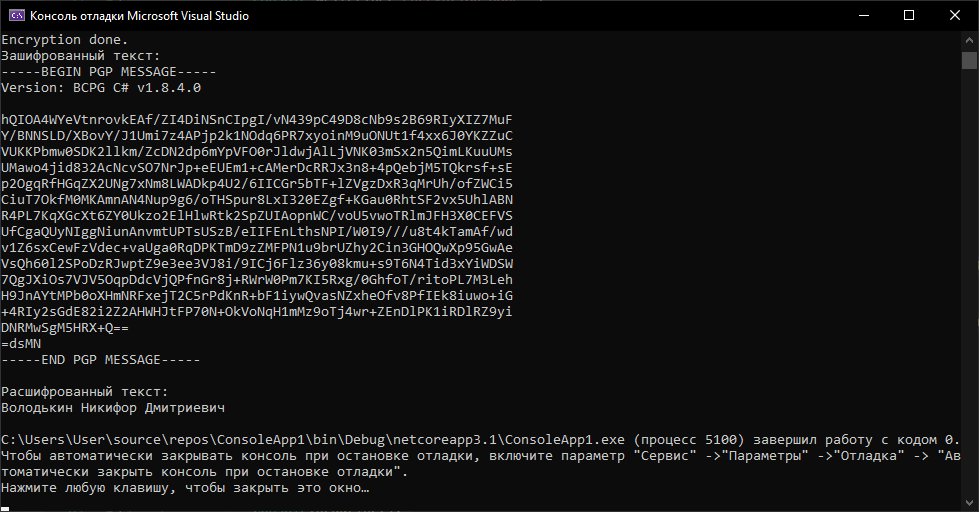 Консоль отладки Microsoft Visual Studio
Encryption done.
Зашифрованный текст:
-----BEGIN PGP MESSAGE-----
Version: BCPG C# v1.8.4.0
hQIOA4WYeVtnrovkEAf/ZI4DiNSnCIpgI/vN439pC49D8cNb9s2B69RIyXIZ7MuF
Y/BNNSLD/XBovY/J1Umi7z4APjp2k1NOdq6PR7xyoinM9uONUt1f4xx6J0YKZZuC
VUKKPbmw0SDK2llkm/ZcDN2dp6mYpVFO0rJldwjAlLjVNK03mSx2n5QimLKuuUMs
UMawo4jid832AcNcvSO7NrJp+eEUEm1+cAMerDcRRJx3n8+4pQebjM5TQkrsf+sE
p2OgqRfHGqZX2UNg7xNm8LWADkp4U2/6IICGr5bTF+lZVgzDxR3qMrUh/ofZWCi5
CiuT7OkfM0MKAmnAN4Nup9g6/oTHSpur8LxI320EZgf+KGau0RhtSF2vx5UhlABN
R4PL7KqXGcXt6ZY0Ukzo2ElHlwRtk2SpZUIAopnWC/voU5vwoTRlmJFH3X0CEFVS
UfCgaQUyNIggNiunAnvmtUPTsUSzB/eIIFEnLthsNPI/W0I9///u8t4kTamAf/wd
v1Z6sxCewFzVdec+vaUga0RqDPKTmD9zZMFPN1u9brUZhy2Cin3GHOQwXp95GwAe
VsQh60l2SPoDzRJwptZ9e3ee3VJ8i/9ICj6Flz36y08kmu+s9T6N4Tid3xYiWDSW
7QgJXiOs7VJV5OqpDdcVjQPfnGr8j+RWrW0Pm7KI5Rxg/0GhfoT/ritoPL7M3Leh
H9JnAYtMPb0oXHmNRFxejT2C5rPdKnR+bF1iywQvasNZxheOfv8PfIEk8iuwo+iG
+4RIy2sGdE82i2Z2AHWHJtFP70N+OkVoNqH1mMz9oTj4wr+ZEnDlPK1iRDlRZ9yi
DNRMwSgM5HRX+Q==
=dsMN
-----END PGP MESSAGE-----
Расшифрованный текст:
Володькин Никифор Дмитриевич
C:\Users\User\source\repos\ConsoleApp1\bin\Debug\netcoreapp3.1\ConsoleApp1.exe (процесс 5100) завершил работу с кодом 0.
Чтобы автоматически закрывать консоль при остановке отладки, включите параметр "Сервис" ->"Параметры" ->"Отладка" -> "Ав
томатически закрыть консоль при остановке отладки".
Нажмите любую клавишу, чтобы закрыть это окно…